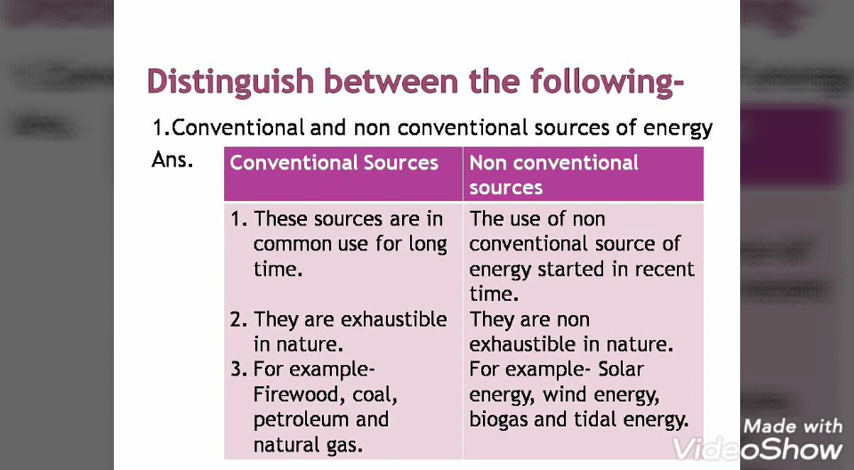 Distinguish between the following-
1.Conventional and non conventional sources of energy
Ans.
Conventional Sources
Non conventional
sources
1. These sources are in
common use for long
time.
The use of non
conventional source of
energy started in recent
time.
2. They are exhaustible
in nature.
They are non
exhaustible in nature.
3. For example-
Firewood, coal,
petroleum and
natural gas.
For example- Solar
energy, wind energy,
biogas and tidal energy.
Made with
VideoShow